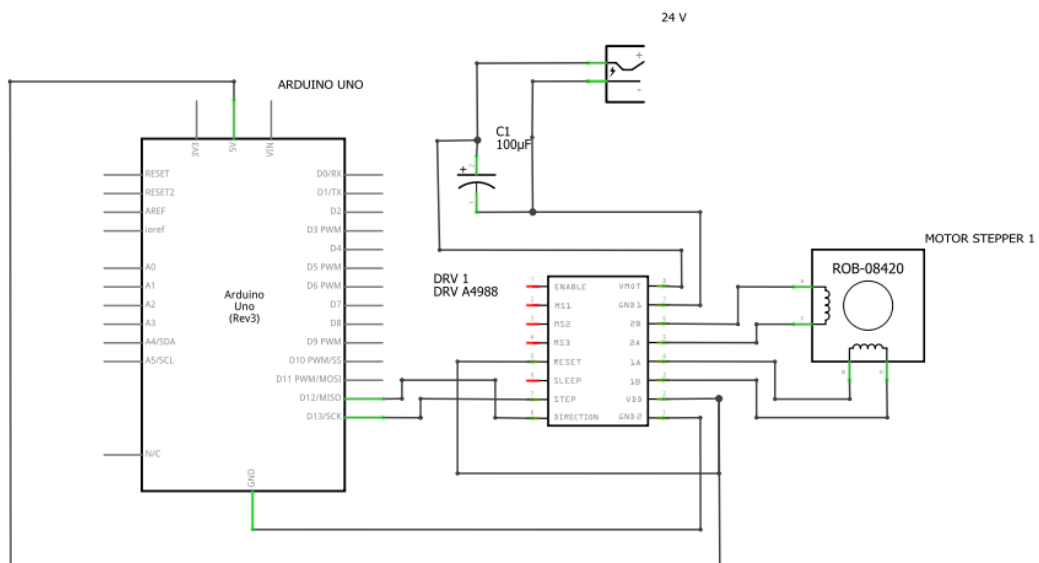 24 V
ARDUINO UNO
3V3
5V
VIN
C1
100µF
+
-
+
2
1
RESET
RESET2
AREF
ioref
A0
A1
A2
A3
A4/SDA
A5/SCL
N/C
D0/RX
D1/TX
D2
D3 PWM
D4
D5 PWM
D6 PWM
D7
D8
D9 PWM
D10 PWM/SS
D11 PWM/MOSI
D12/MISO
D13/SCK
GND
Arduino
Uno
(Rev3)
DRV 1
DRV A4988
ENABLE
MS1
MS2
MS3
RESET
SLEEP
STEP
DIRECTION
VMOT
GND1
2B
2A
1A
1B
VDD
GND2
MOTOR STEPPER 1
ROB-08420